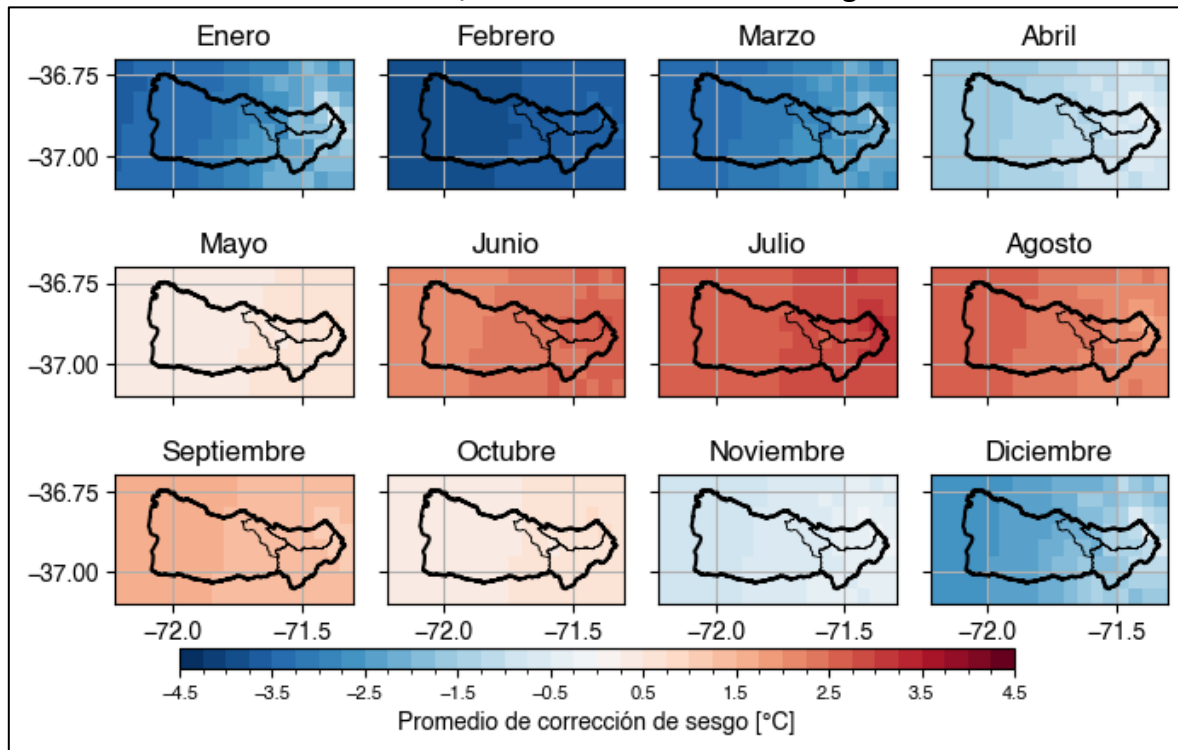 Enero Febrero Marzo Abril
−36.75
−37.00
Mayo Junio Julio Agosto
−36.75
−37.00
Septiembre Octubre Noviembre Diciembre
−36.75
−37.00
−72.0 −71.5 −72.0 −71.5 −72.0 −71.5 −72.0 −71.5
−4.5 −3.5 −2.5 −1.5 −0.5 0.5 1.5 2.5 3.5 4.5
Promedio de corrección de sesgo [°C]